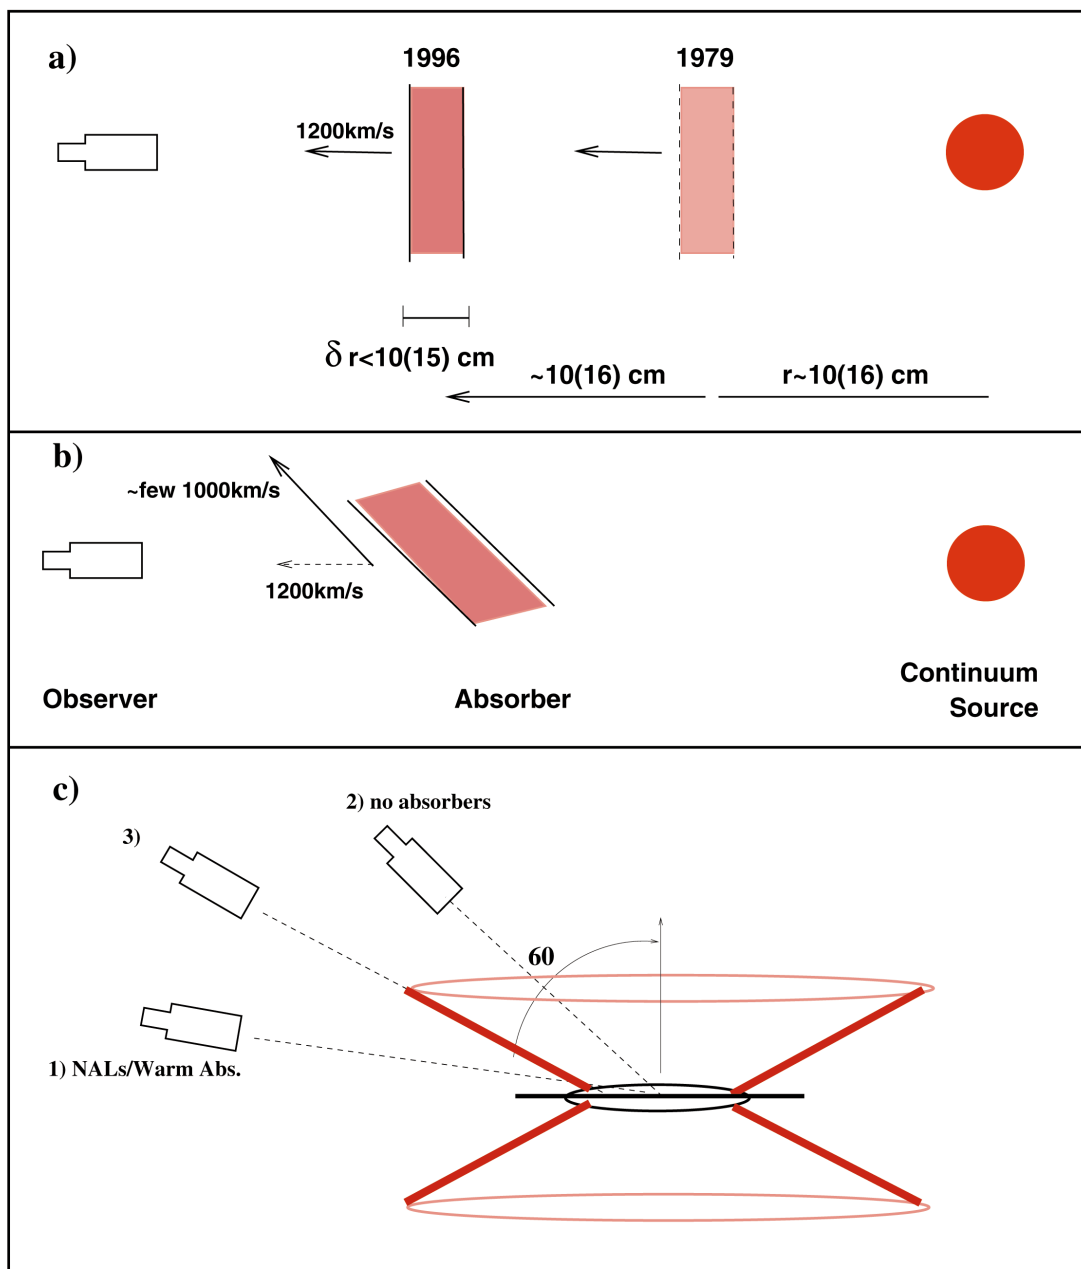 a)
1996
1979
1200km/s
δ r<10(15) cm
~10(16) cm
r~10(16) cm
b)
~few 1000km/s
1200km/s
Observer
Absorber
Continuum
Source
c)
2) no absorbers
3)
60
1) NALs/Warm Abs.